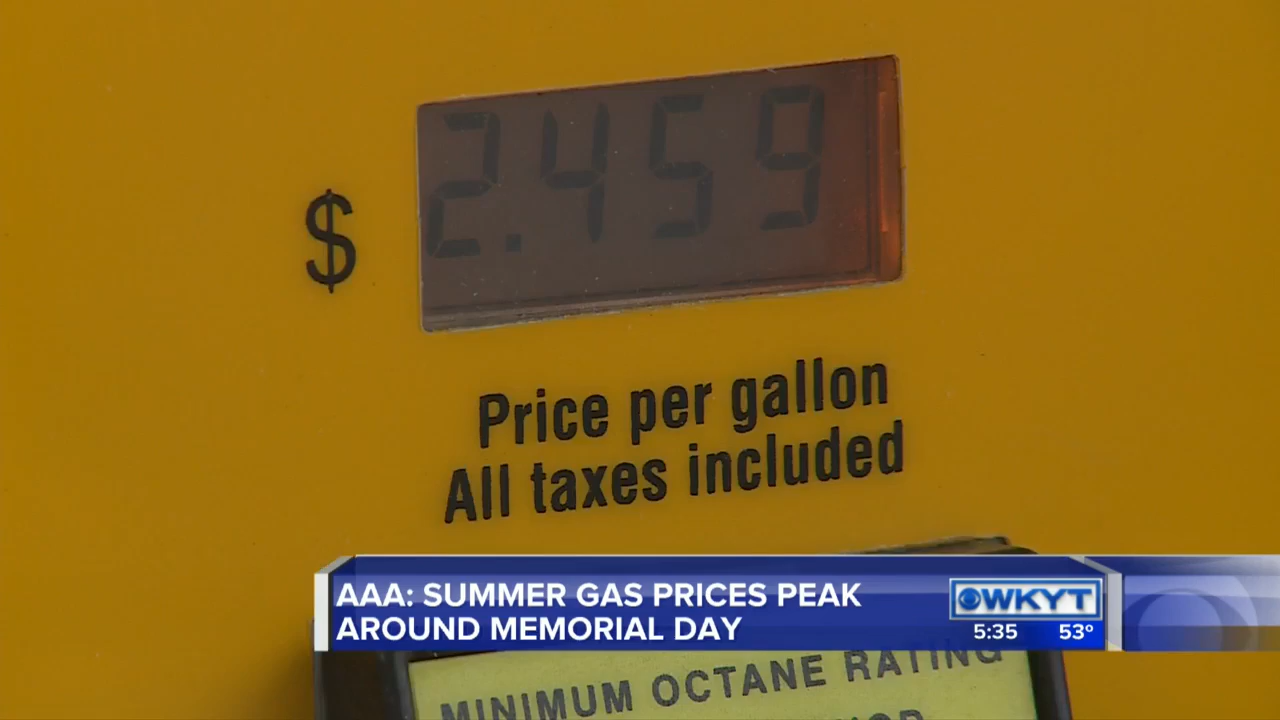 2.459
$
Price per gallon
All taxes included
AAA: SUMMER GAS PRICES PEAK
AROUND MEMORIAL DAY
WKYT
5:35 53°
MINIMUM OCTANE RATING